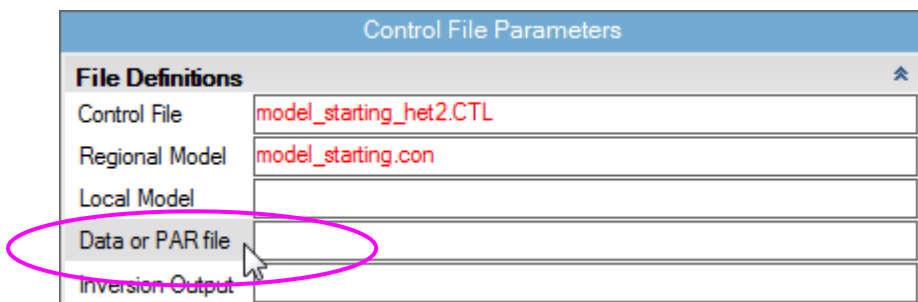 Control File Parameters
File Definitions
Control File model_starting_het2.CTL
Regional Model model_starting.con
Local Model
Data or PAR file
Inversion Output